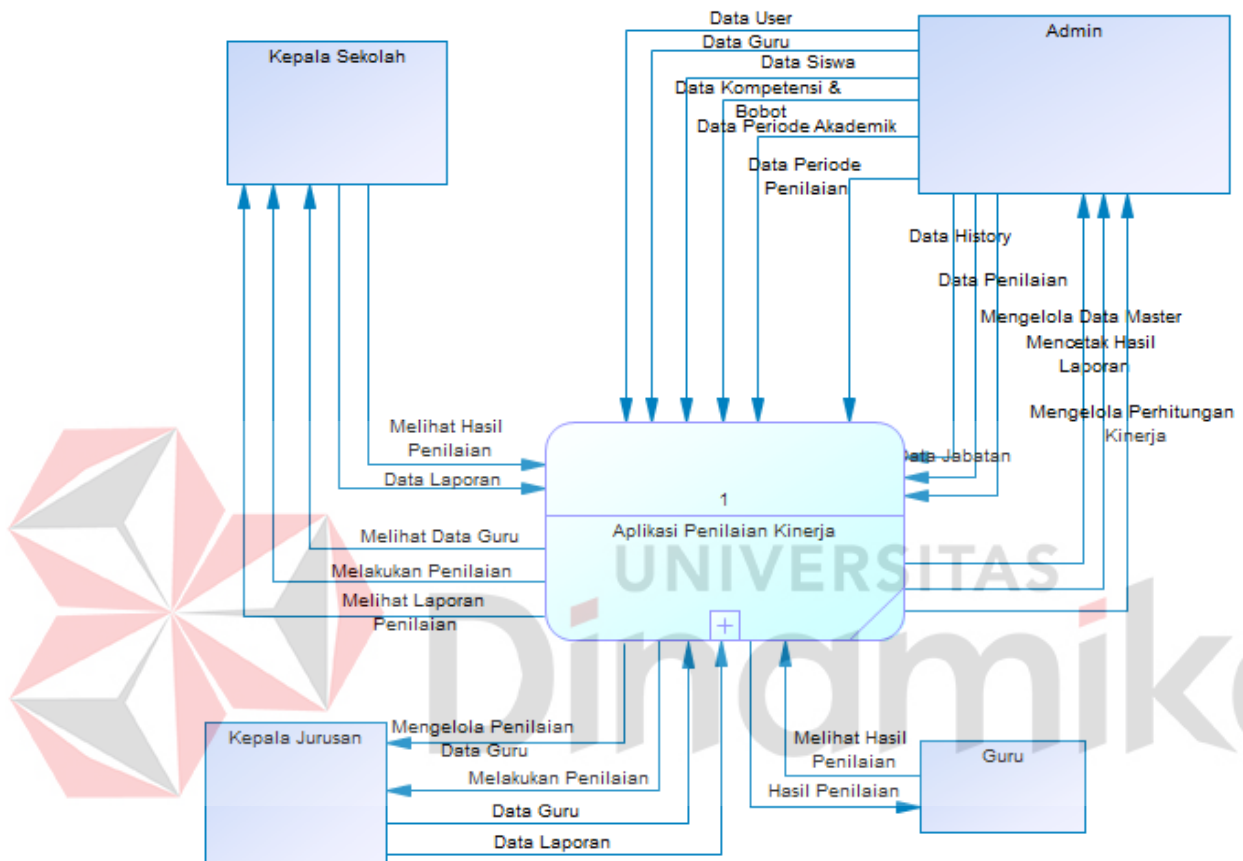 Data User
Data Guru
Data Siswa
Data Kompetensi &
Bobot
Data Periode Akademik
Data Periode
Penilaian
Admin
Kepala Sekolah
Data History
Data Penilaian
Mengelola Data Master
Mencetak Hasil
Laporan
Mengelola Perhitungan
Kinerja
Data Jabatan
Melihat Hasil
Penilaian
Data Laporan
Melihat Data Guru
Melakukan Penilaian
Melihat Laporan
Penilaian
1
Aplikasi Penilaian Kinerja
UNIVERSITAS
Dinamika
Kepala Jurusan
Mengelola Penilaian
Data Guru
Melakukan Penilaian
Data Guru
Data Laporan
Melihat Hasil
Penilaian
Hasil Penilaian
Guru